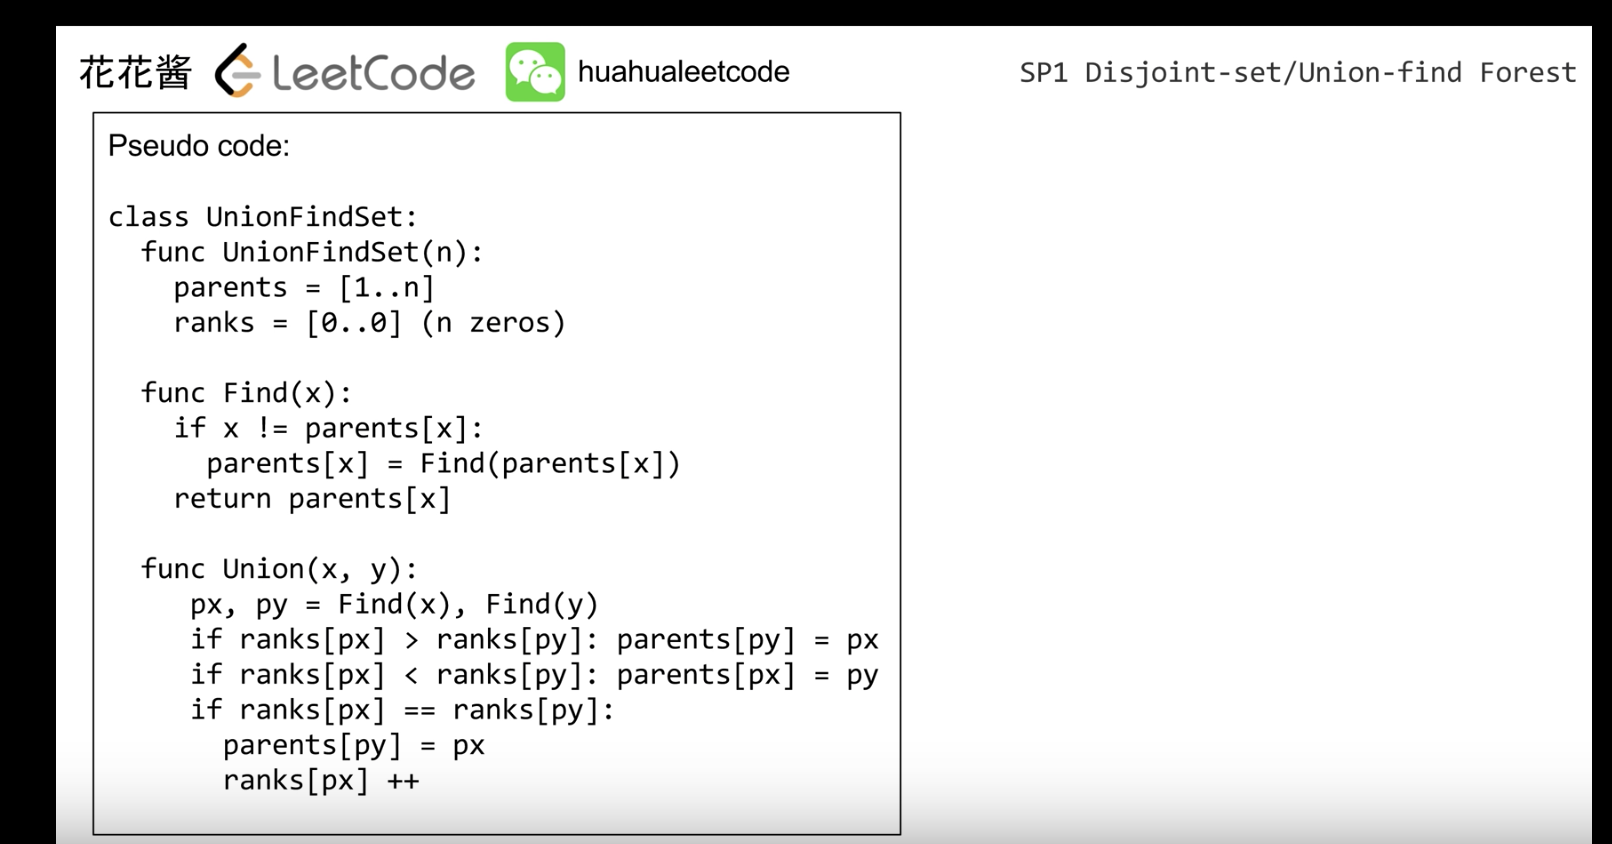 花花酱 LeetCode huahualeetcode SP1 Disjoint-set/Union-find Forest
Pseudo code:
class UnionFindSet:
func UnionFindSet(n):
parents = [1..n]
ranks = [0..0] (n zeros)
func Find(x):
if x != parents[x]:
parents[x] = Find(parents[x])
return parents[x]
func Union(x, y):
px, py = Find(x), Find(y)
if ranks[px] > ranks[py]: parents[py] = px
if ranks[px] < ranks[py]: parents[px] = py
if ranks[px] == ranks[py]:
parents[py] = px
ranks[px] ++